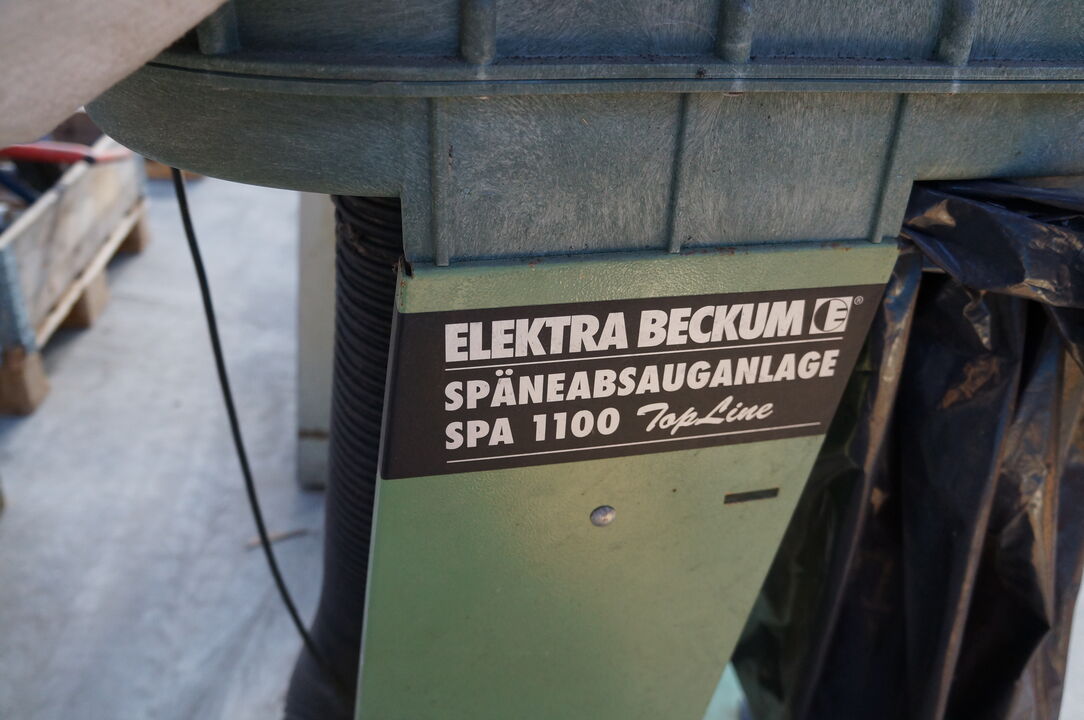 ELEKTRA BECKUM E®
SPÄNEABSAUGANLAGE
SPA 1100 TopLine